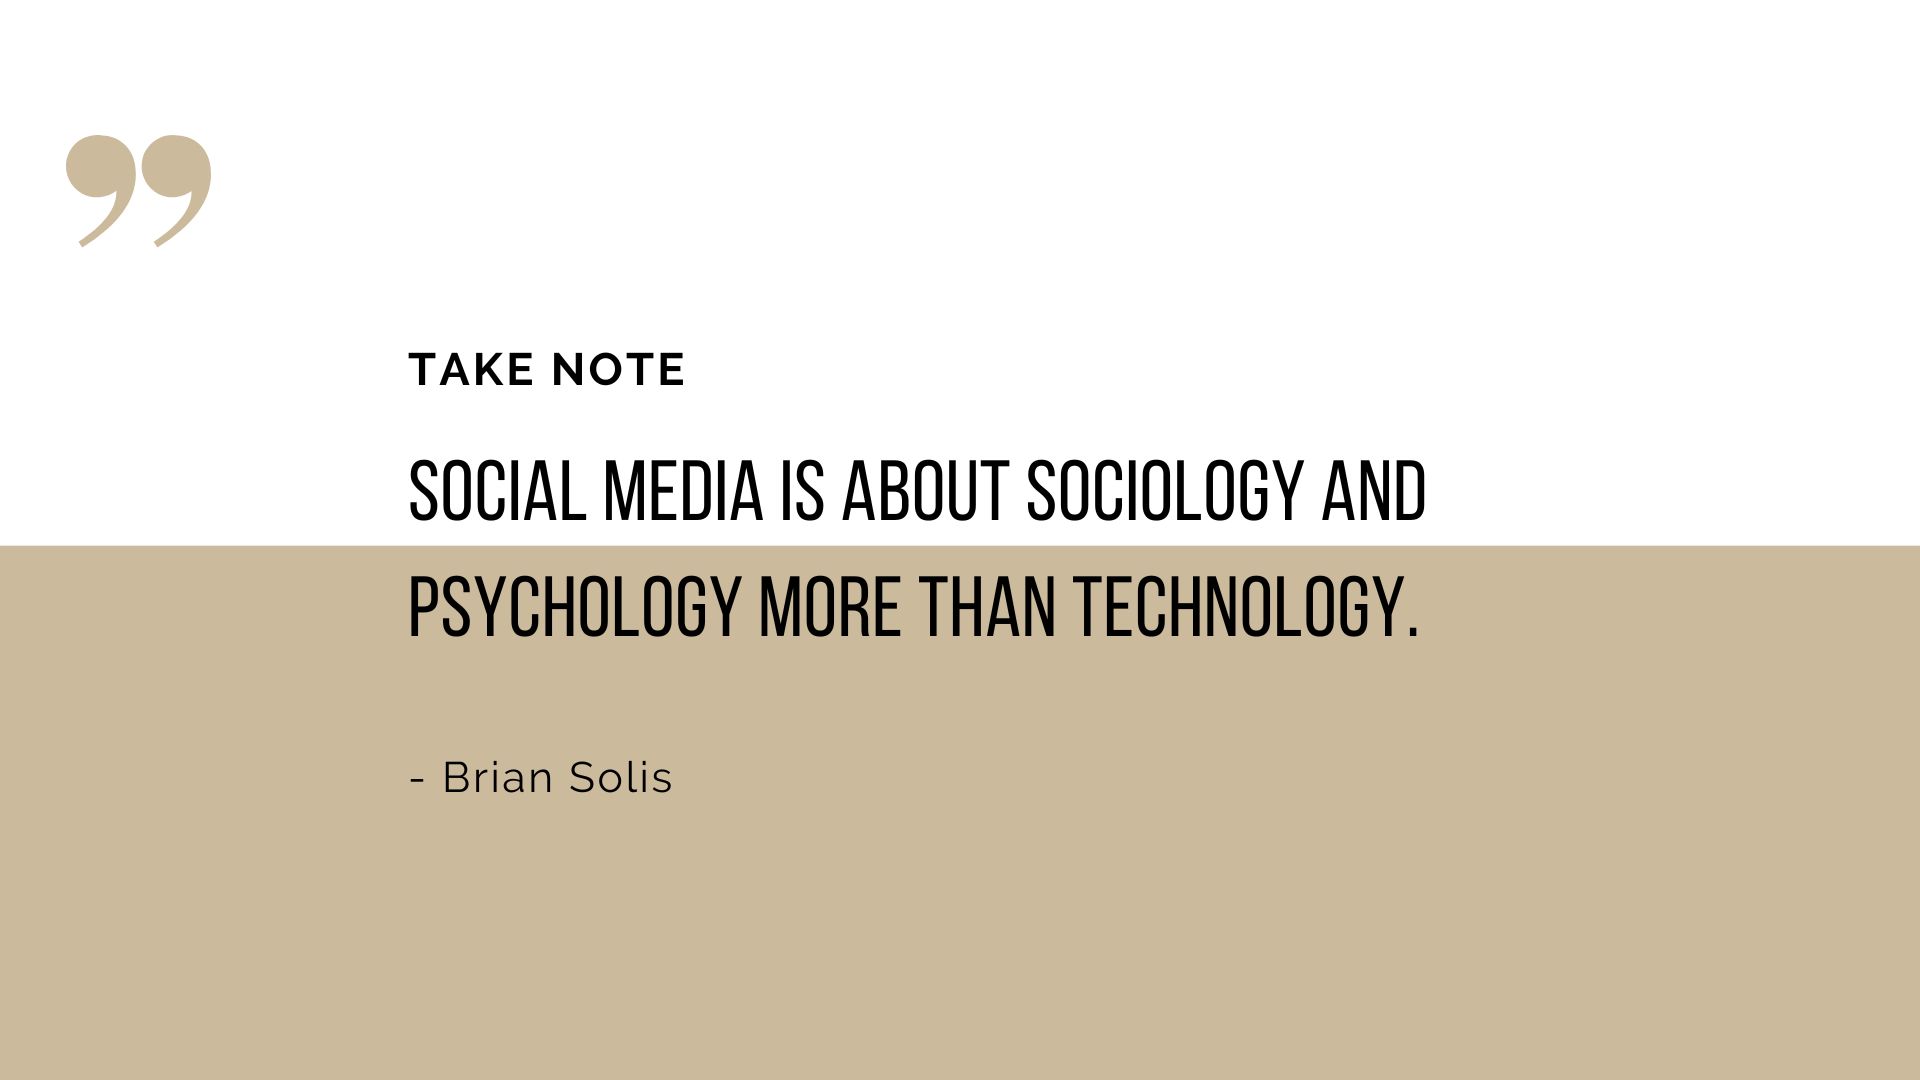 ”
TAKE NOTE
SOCIAL MEDIA IS ABOUT SOCIOLOGY AND
PSYCHOLOGY MORE THAN TECHNOLOGY.
- Brian Solis